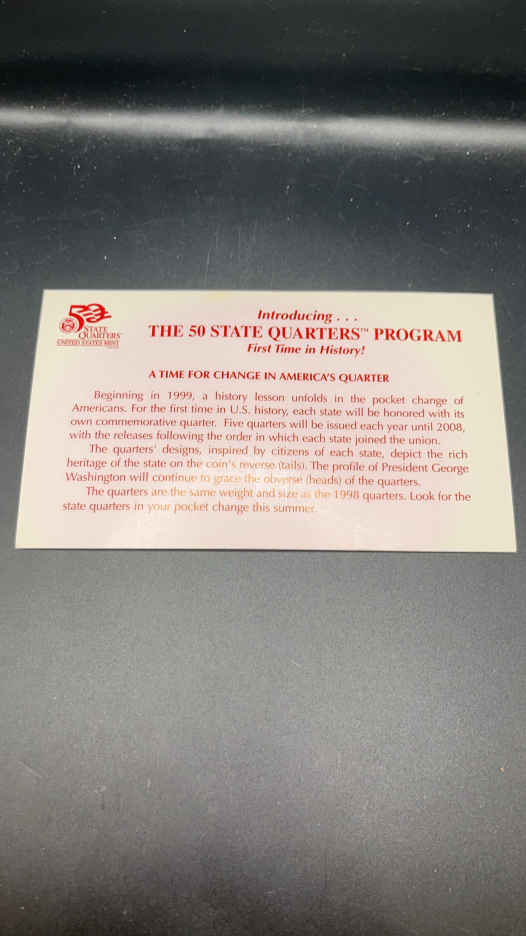 50
STATE
QUARTERS™
UNITED STATES MINT
Introducing . . .
THE 50 STATE QUARTERS™ PROGRAM
First Time in History!
A TIME FOR CHANGE IN AMERICA'S QUARTER
Beginning in 1999, a history lesson unfolds in the pocket change of
Americans. For the first time in U.S. history, each state will be honored with its
own commemorative quarter. Five quarters will be issued each year until 2008,
with the releases following the order in which each state joined the union.
The quarters' designs, inspired by citizens of each state, depict the rich
heritage of the state on the coin's reverse (tails). The profile of President George
Washington will continue to grace the obverse (heads) of the quarters.
The quarters are the same weight and size as the 1998 quarters. Look for the
state quarters in your pocket change this summer.